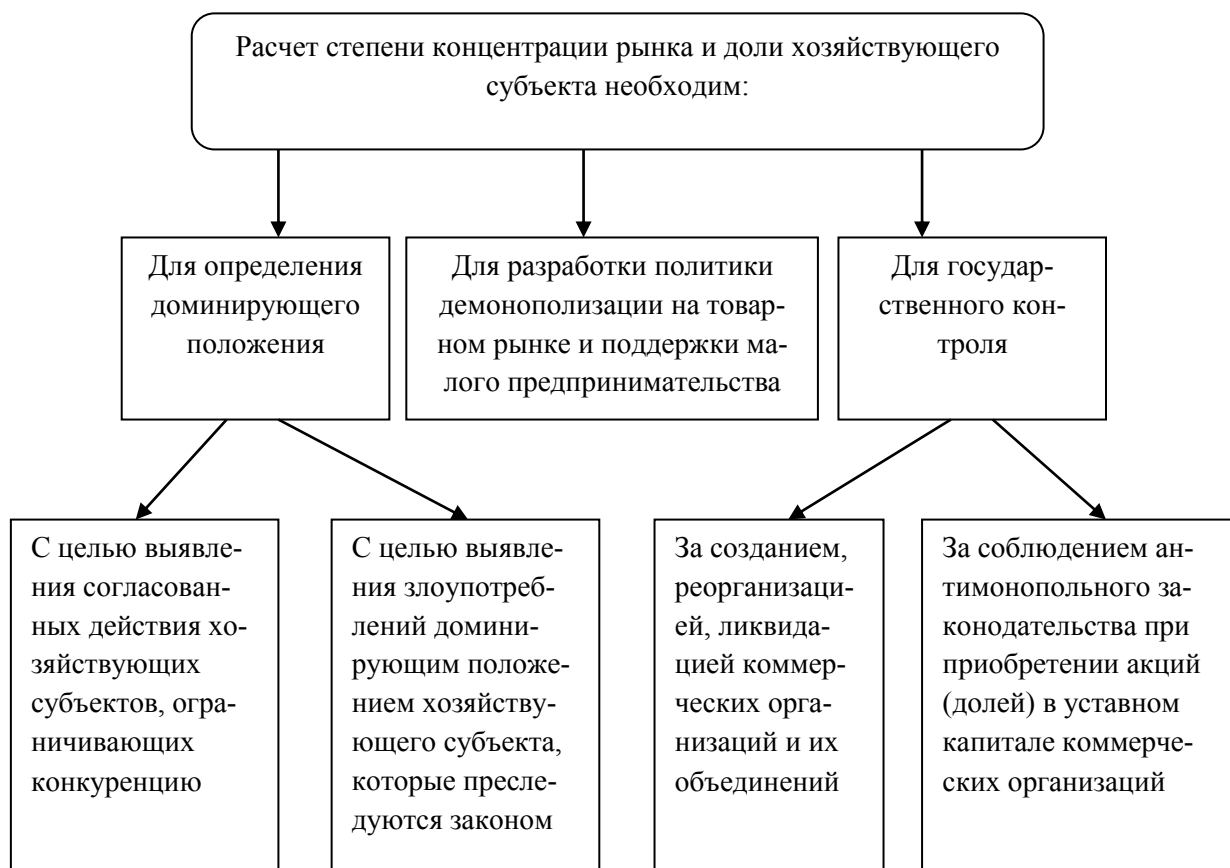 Расчет степени концентрации рынка и доли хозяйствующего
субъекта необходим:
Для определения
доминирующего
положения
Для разработки политики
демонополизации на товар-
ном рынке и поддержки ма-
лого предпринимательства
Для государ-
ственного кон-
троля
С целью выявле-
ния согласован-
ных действия хо-
зяйствующих
субъектов, огра-
ничивающих
конкуренцию
С целью выявле-
ния злоупотреб-
лений домини-
рующим положе-
нием хозяйству-
ющего субъекта,
которые пресле-
дуются законом
За созданием,
реорганизаци-
ей, ликвида-
цией коммер-
ческих орга-
низаций и их
объединений
За соблюдением ан-
тимонопольного за-
конодательства при
приобретении акций
(долей) в уставном
капитале коммерче-
ских организаций